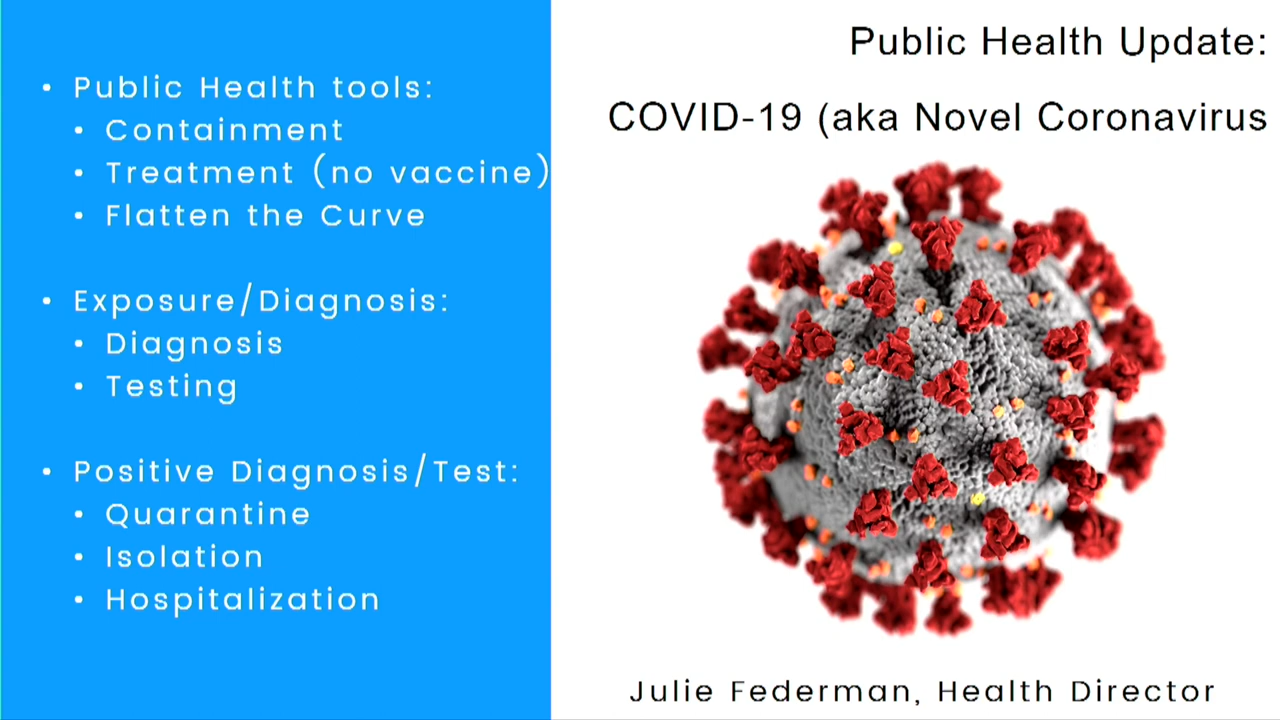 • Public Health tools:
• Containment
• Treatment (no vaccine)
• Flatten the Curve
• Exposure/Diagnosis:
• Diagnosis
• Testing
• Positive Diagnosis/Test:
• Quarantine
• Isolation
• Hospitalization
Public Health Update:
COVID-19 (aka Novel Coronavirus
Julie Federman, Health Director